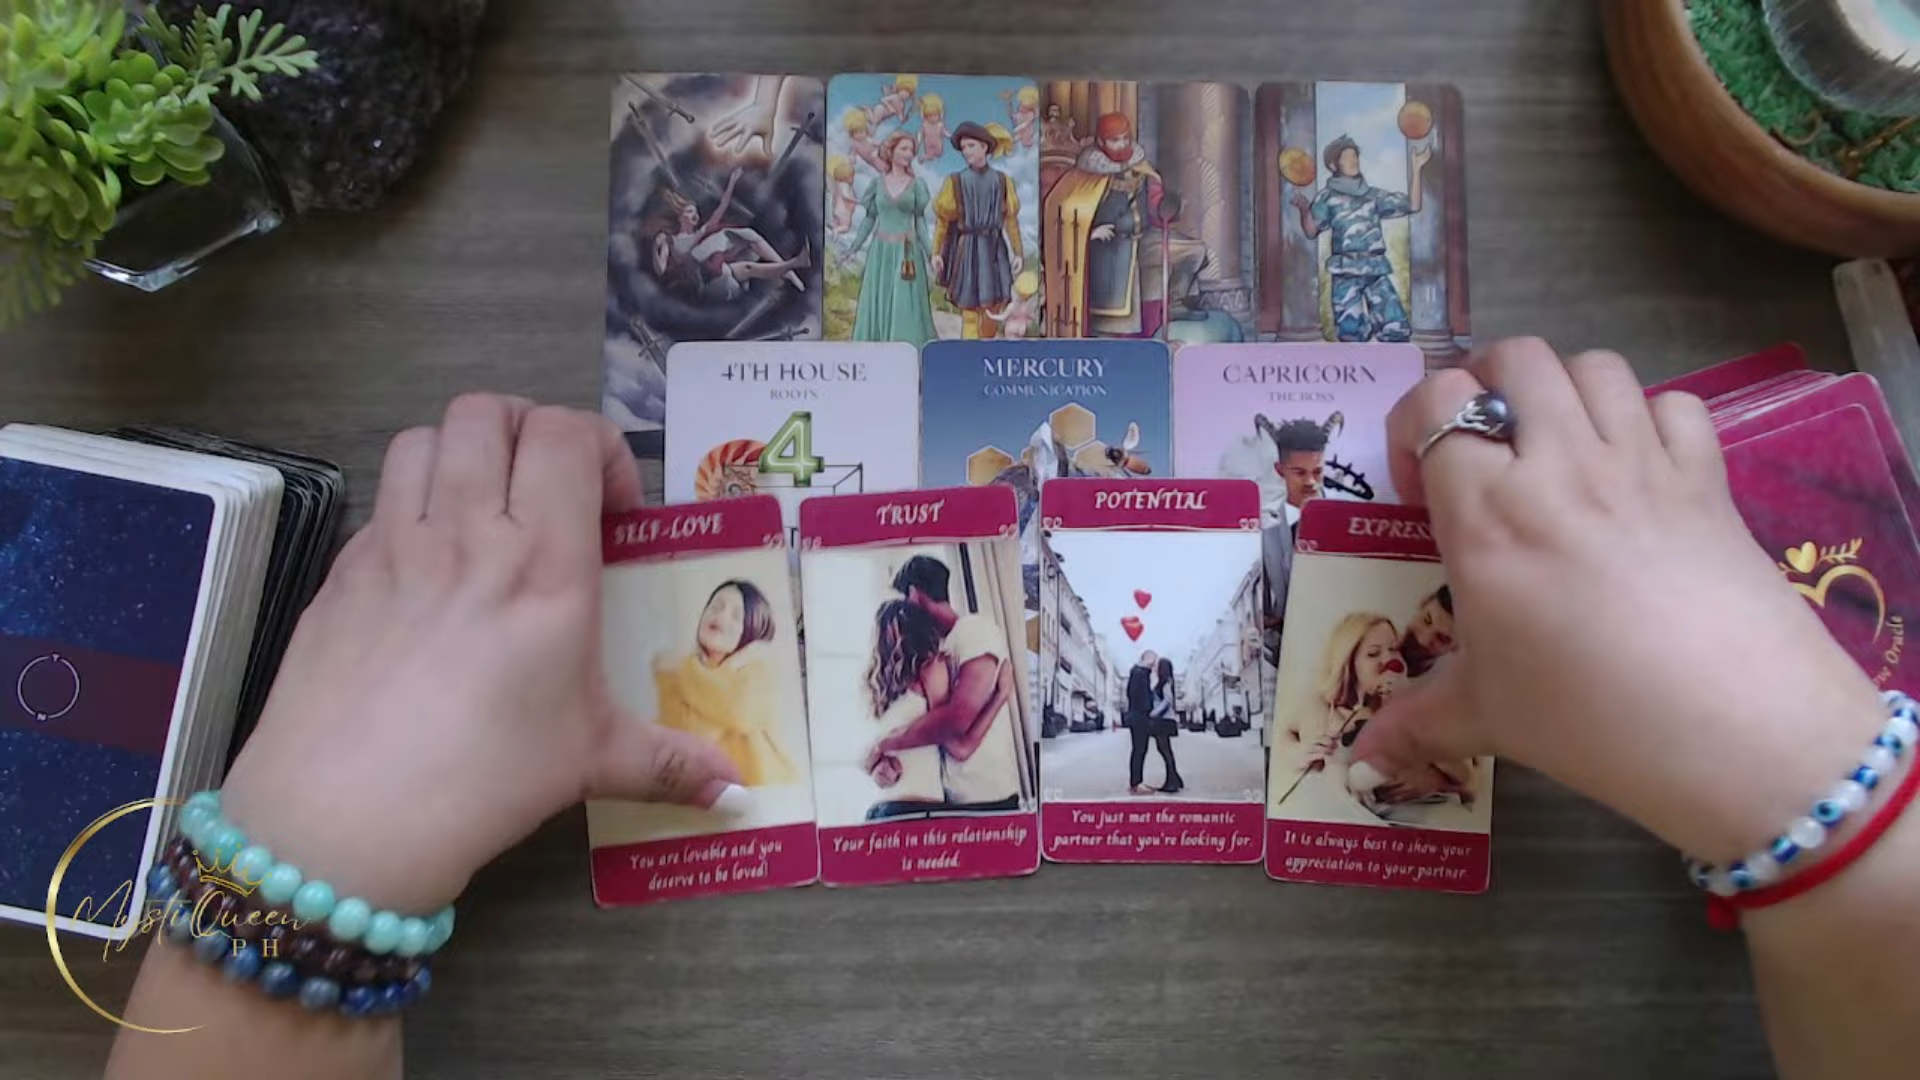 4TH HOUSE
ROOTS
4
MERCURY
COMMUNICATION
CAPRICORN
THE BOSS
SELF-LOVE
You are lovable and you
deserve to be loved!
TRUST
Your faith in this relationship
is needed.
POTENTIAL
You just met the romantic
partner that you're looking for.
EXPRES
It is always best to show your
appreciation to your partner.
Oracle
MystiQueen
PH